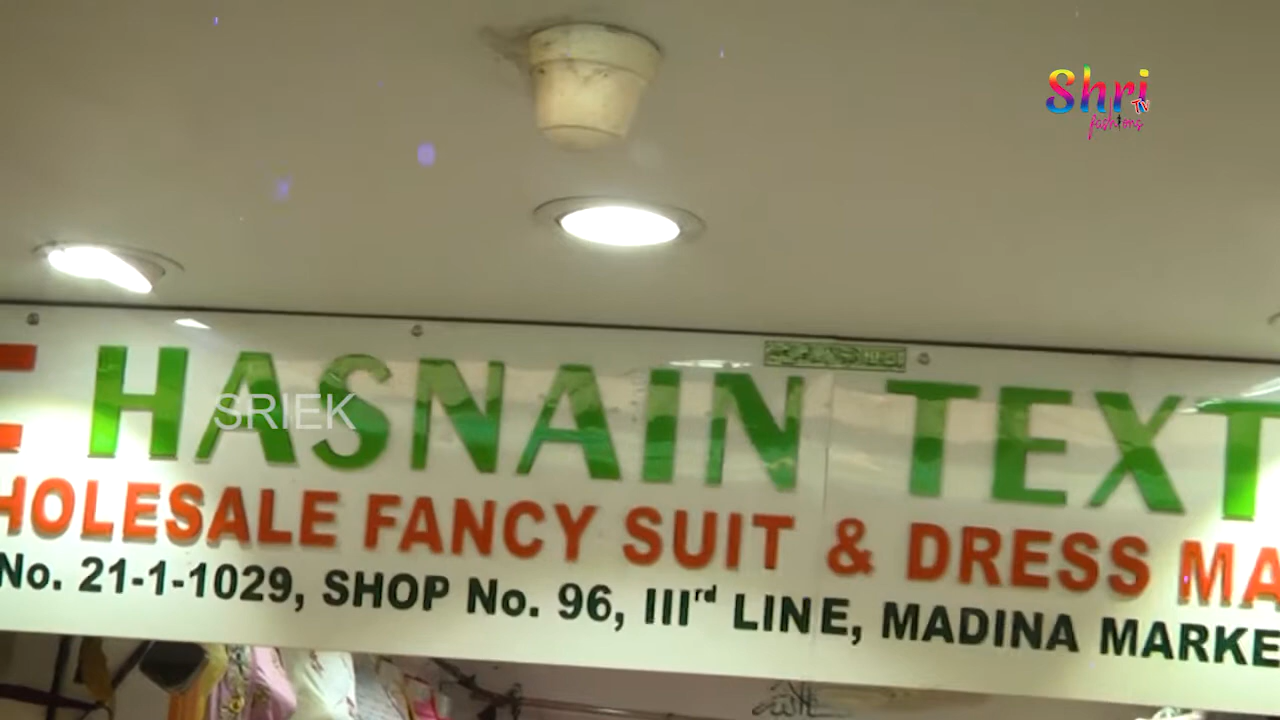 Shri
TV
fashions
E HASNAIN TEXT
SRIEK
HOLESALE FANCY SUIT & DRESS MA
No. 21-1-1029, SHOP No. 96, IIIrd LINE, MADINA MARKE